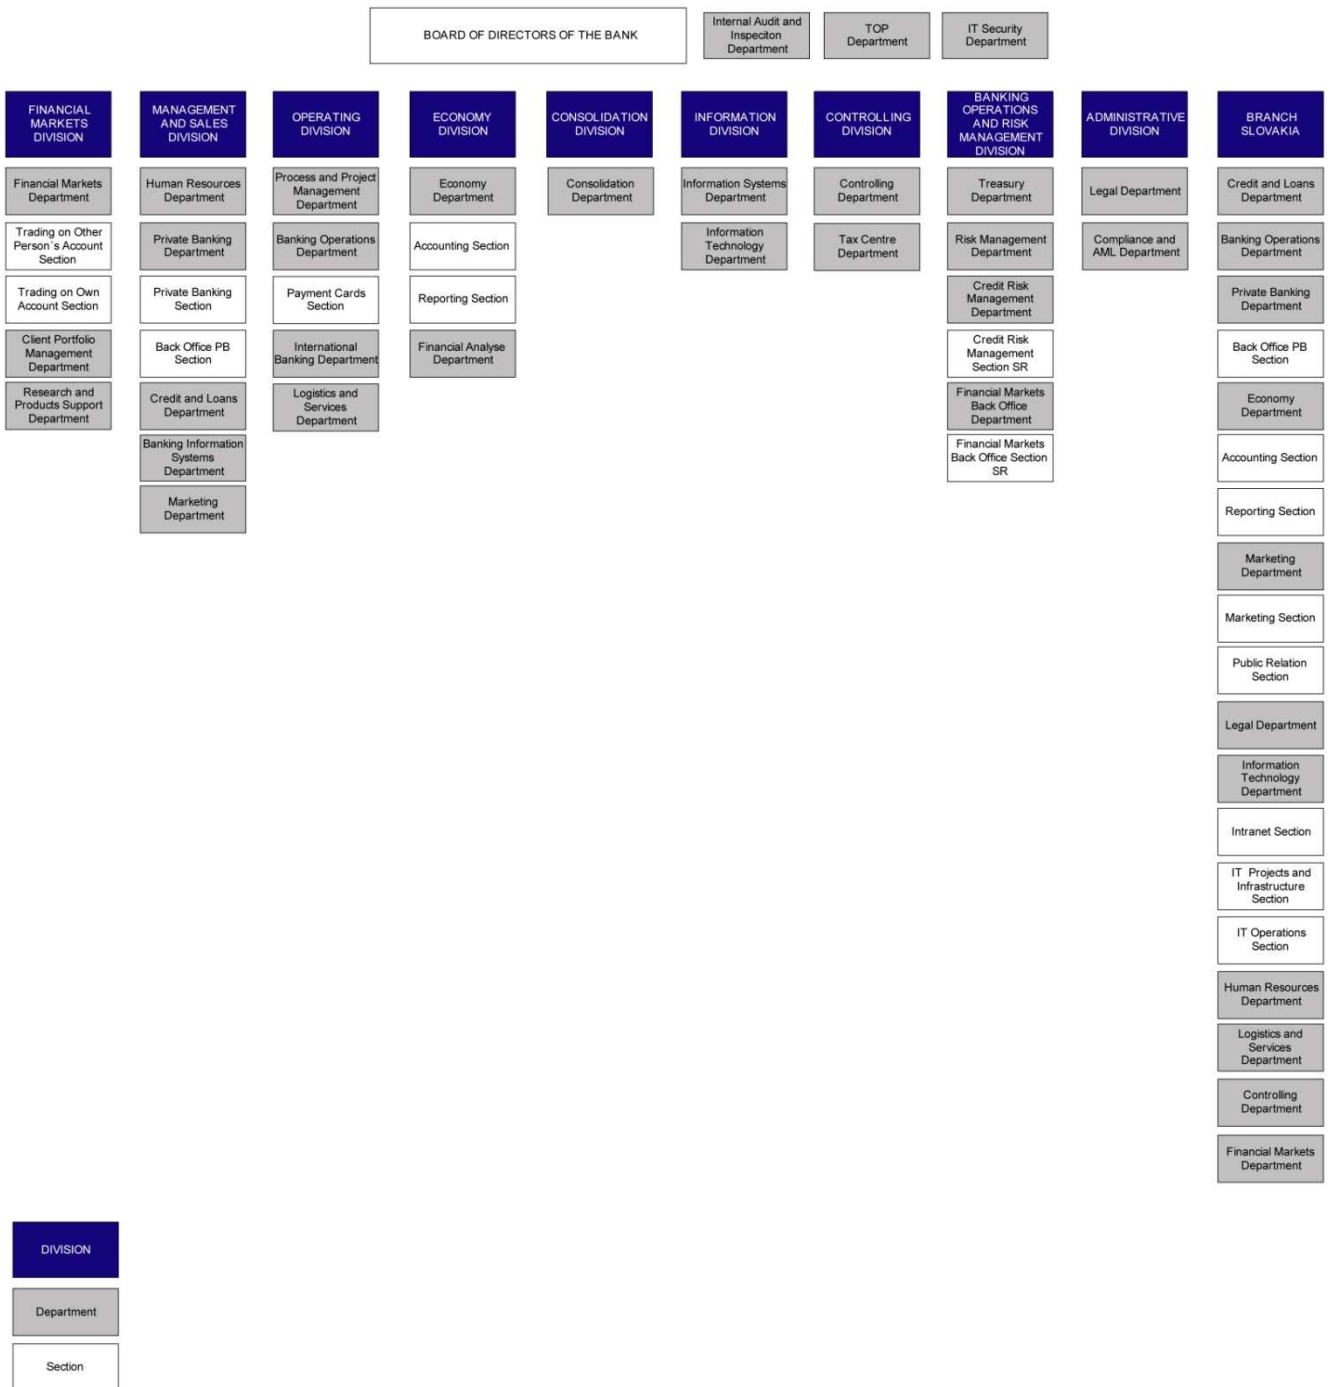 BOARD OF DIRECTORS OF THE BANK
Internal Audit and
Inspeciton
Department
TOP
Department
IT Security
Department
FINANCIAL
MARKETS
DIVISION
Financial Markets
Department
Trading on Other
Person´s Account
Section
Trading on Own
Account Section
Client Portfolio
Management
Department
Research and
Products Support
Department
MANAGEMENT
AND SALES
DIVISION
Human Resources
Department
Private Banking
Department
Private Banking
Section
Back Office PB
Section
Credit and Loans
Department
Banking Information
Systems
Department
Marketing
Department
OPERATING
DIVISION
Process and Project
Management
Department
Banking Operations
Department
Payment Cards
Section
International
Banking Department
Logistics and
Services
Department
ECONOMY
DIVISION
Economy
Department
Accounting Section
Reporting Section
Financial Analyse
Department
CONSOLIDATION
DIVISION
Consolidation
Department
INFORMATION
DIVISION
Information Systems
Department
Information
Technology
Department
CONTROLLING
DIVISION
Controlling
Department
Tax Centre
Department
BANKING
OPERATIONS
AND RISK
MANAGEMENT
DIVISION
Treasury
Department
Risk Management
Department
Credit Risk
Management
Department
Credit Risk
Management
Section SR
Financial Markets
Back Office
Department
Financial Markets
Back Office Section
SR
ADMINISTRATIVE
DIVISION
Legal Department
Compliance and
AML Department
BRANCH
SLOVAKIA
Credit and Loans
Department
Banking Operations
Department
Private Banking
Department
Back Office PB
Section
Economy
Department
Accounting Section
Reporting Section
Marketing
Department
Marketing Section
Public Relation
Section
Legal Department
Information
Technology
Department
Intranet Section
IT Projects and
Infrastructure
Section
IT Operations
Section
Human Resources
Department
Logistics and
Services
Department
Controlling
Department
Financial Markets
Department
DIVISION
Department
Section